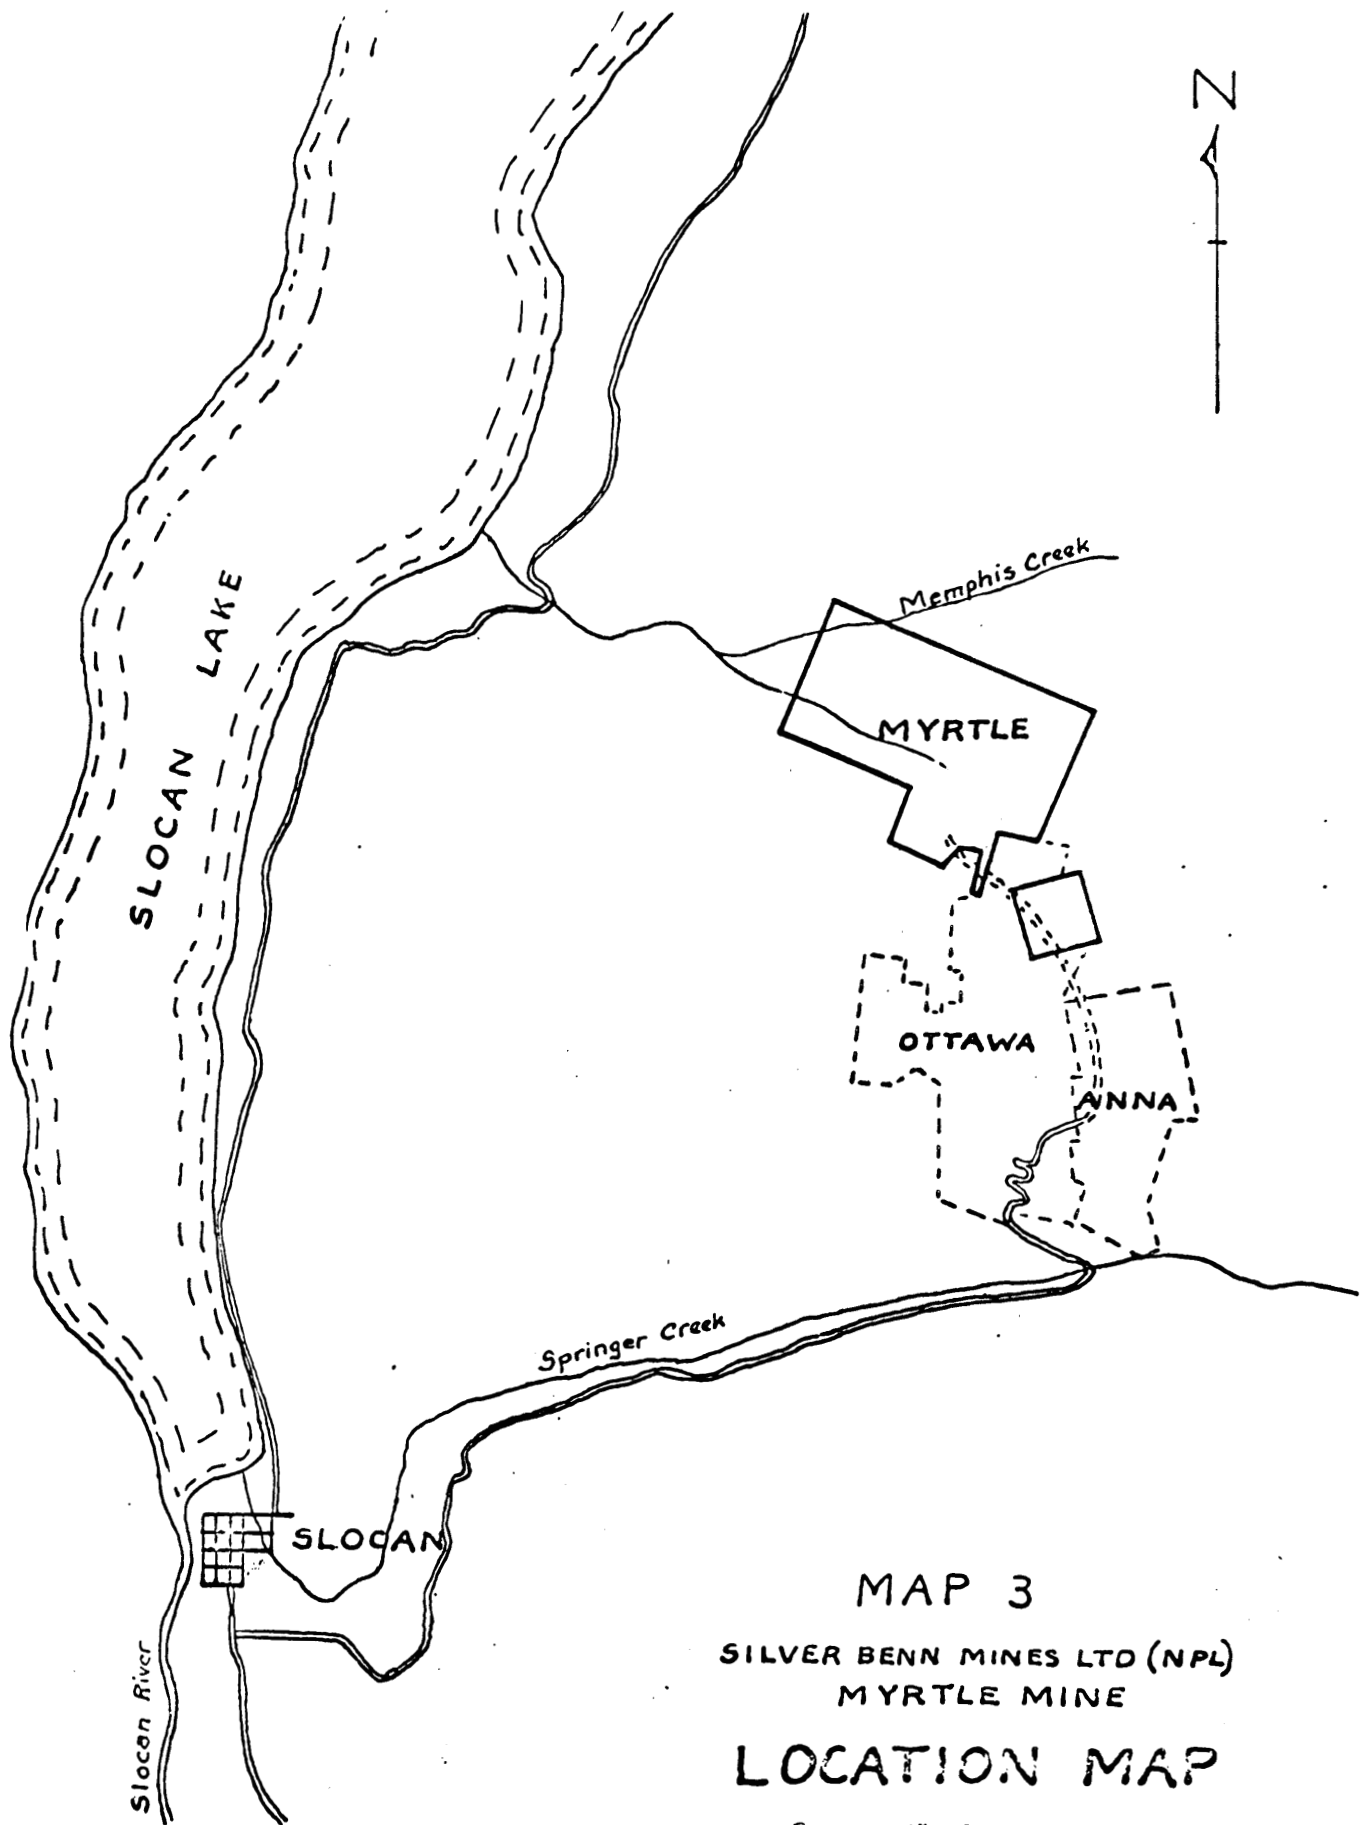 N
Memphis Creek
MYRTLE
SLOCAN LAKE
OTTAWA
ANNA
Springer Creek
SLOCAN
Slocan River
MAP 3
SILVER BENN MINES LTD (NPL)
MYRTLE MINE
LOCATION MAP